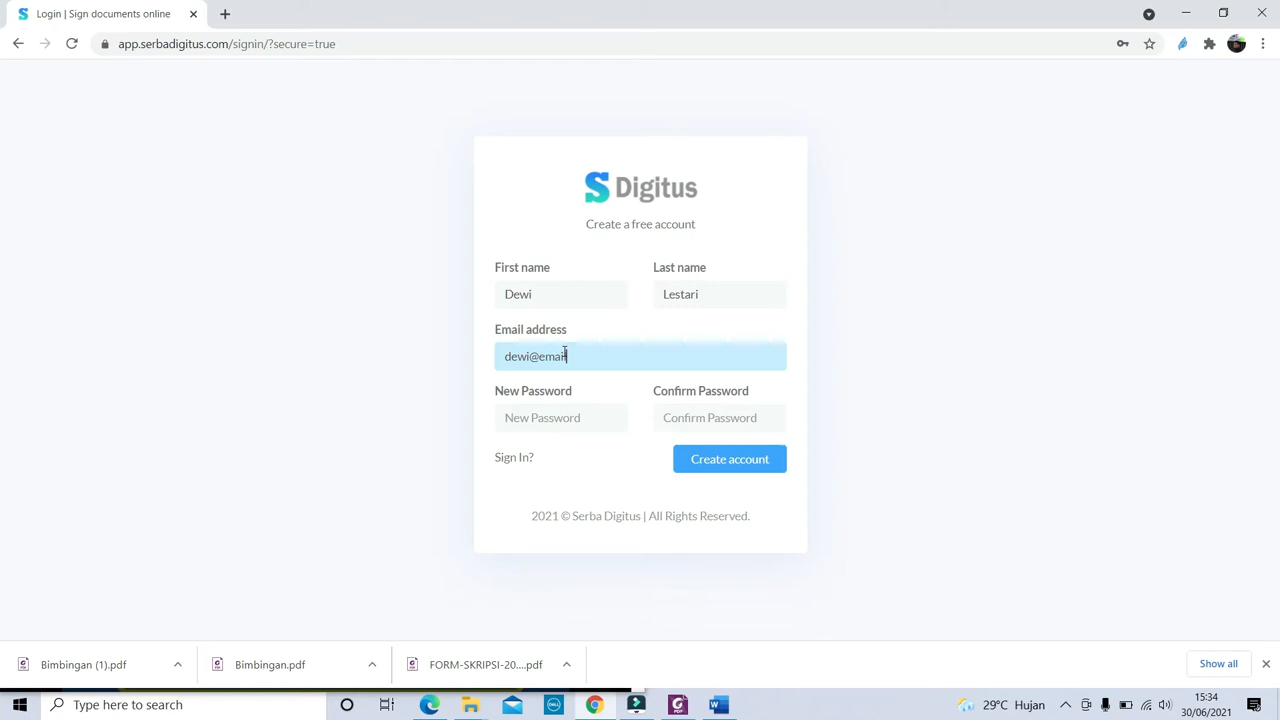 Login | Sign documents online
app.serbadigitus.com/signin/?secure=true
S Digitus
Create a free account
First name
Last name
Dewi
Lestari
Email address
dewi@email
New Password
Confirm Password
New Password
Confirm Password
Sign In?
Create account
2021 © Serba Digitus | All Rights Reserved.
Bimbingan (1).pdf
Bimbingan.pdf
FORM-SKRIPSI-20....pdf
Show all
Type here to search
29°C Hujan
15:34
30/06/2021